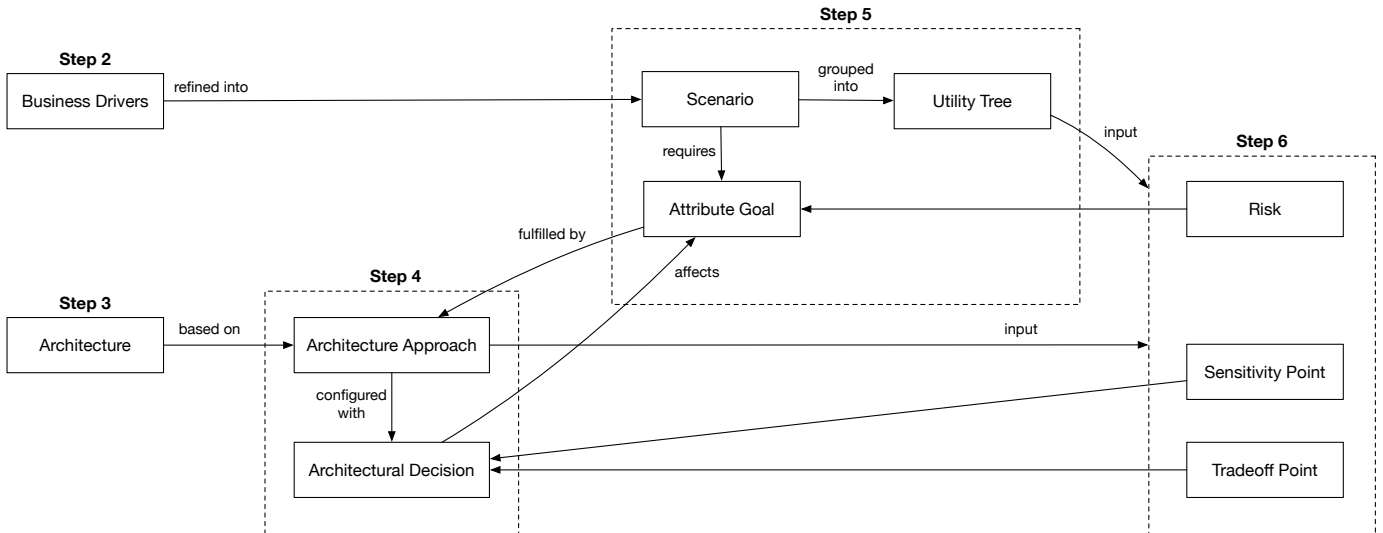 Step 5
Step 2
Business Drivers
refined into
Scenario
grouped
into
Utility Tree
input
requires
Step 6
Attribute Goal
Risk
fulfilled by
affects
Step 4
Step 3
Architecture
based on
Architecture Approach
input
Sensitivity Point
configured
with
Architectural Decision
Tradeoff Point